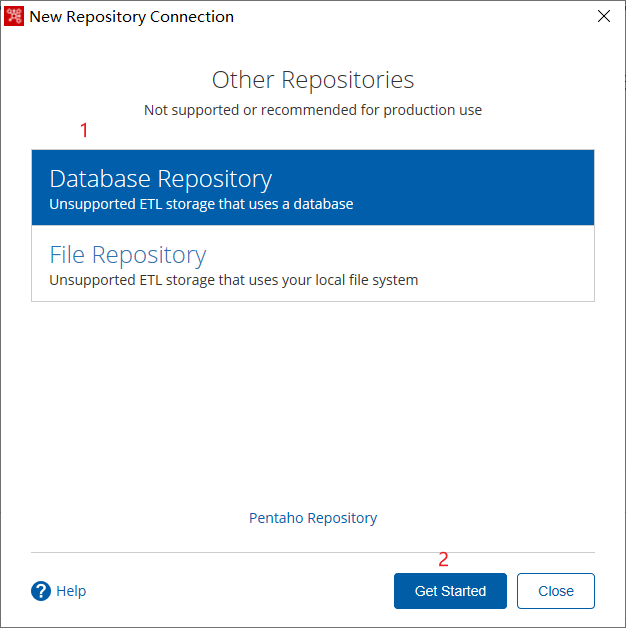 New Repository Connection
Other Repositories
Not supported or recommended for production use
1
Database Repository
Unsupported ETL storage that uses a database
File Repository
Unsupported ETL storage that uses your local file system
Pentaho Repository
2
? Help
Get Started
Close